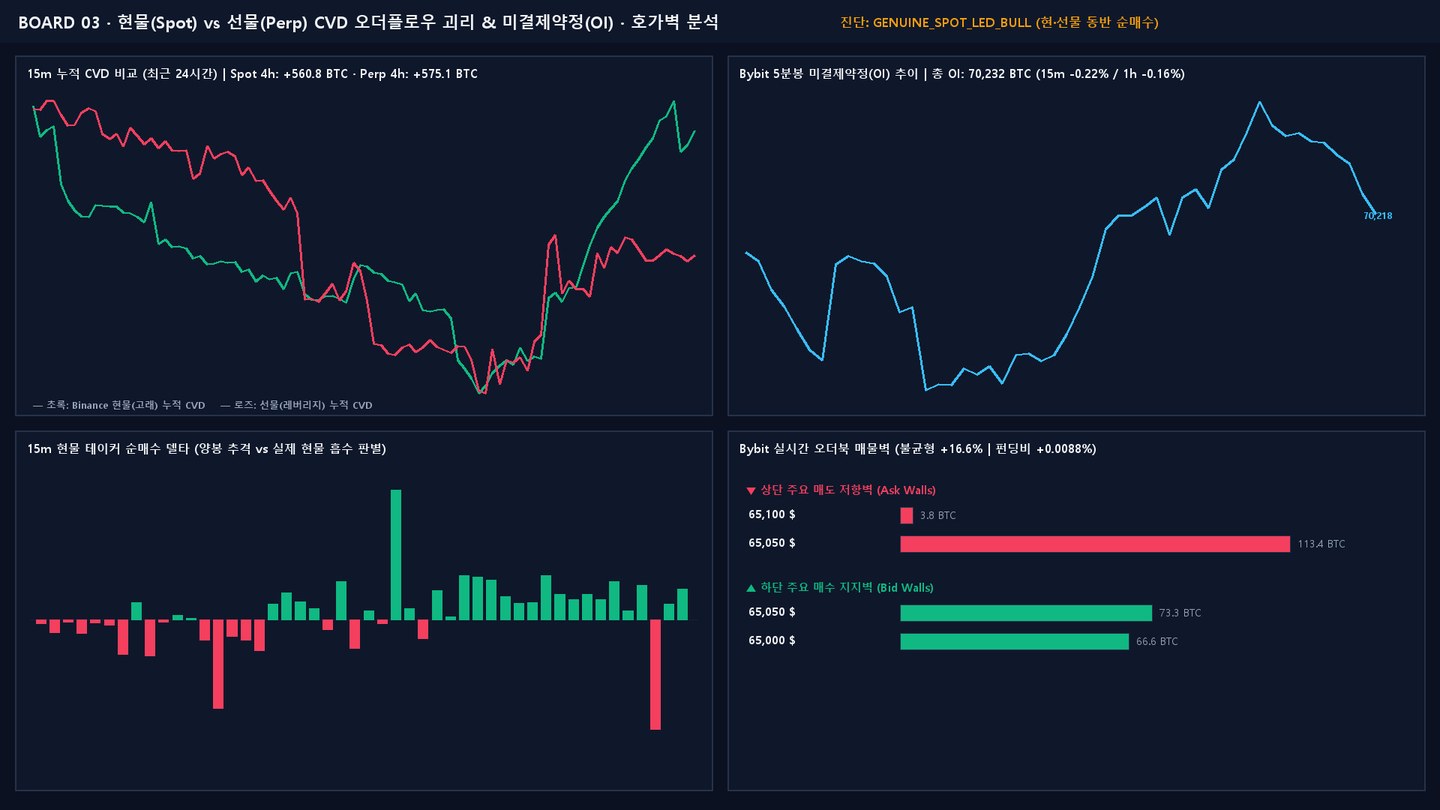 BOARD 03 · 현물(Spot) vs 선물(Perp) CVD 오더플로우 괴리 & 미결제약정(OI) · 호가벽 분석
진단: GENUINE_SPOT_LED_BULL (현·선물 동반 순매수)
15m 누적 CVD 비교 (최근 24시간) | Spot 4h: +560.8 BTC · Perp 4h: +575.1 BTC
— 초록: Binance 현물(고래) 누적 CVD — 로즈: 선물(레버리지) 누적 CVD
Bybit 5분봉 미결제약정(OI) 추이 | 총 OI: 70,232 BTC (15m -0.22% / 1h -0.16%)
70,218
15m 현물 테이커 순매수 델타 (양봉 추격 vs 실제 현물 흡수 판별)
Bybit 실시간 오더북 매물벽 (불균형 +16.6% | 펀딩비 +0.0088%)
▼ 상단 주요 매도 저항벽 (Ask Walls)
65,100 $ 3.8 BTC
65,050 $ 113.4 BTC
▲ 하단 주요 매수 지지벽 (Bid Walls)
65,050 $ 73.3 BTC
65,000 $ 66.6 BTC